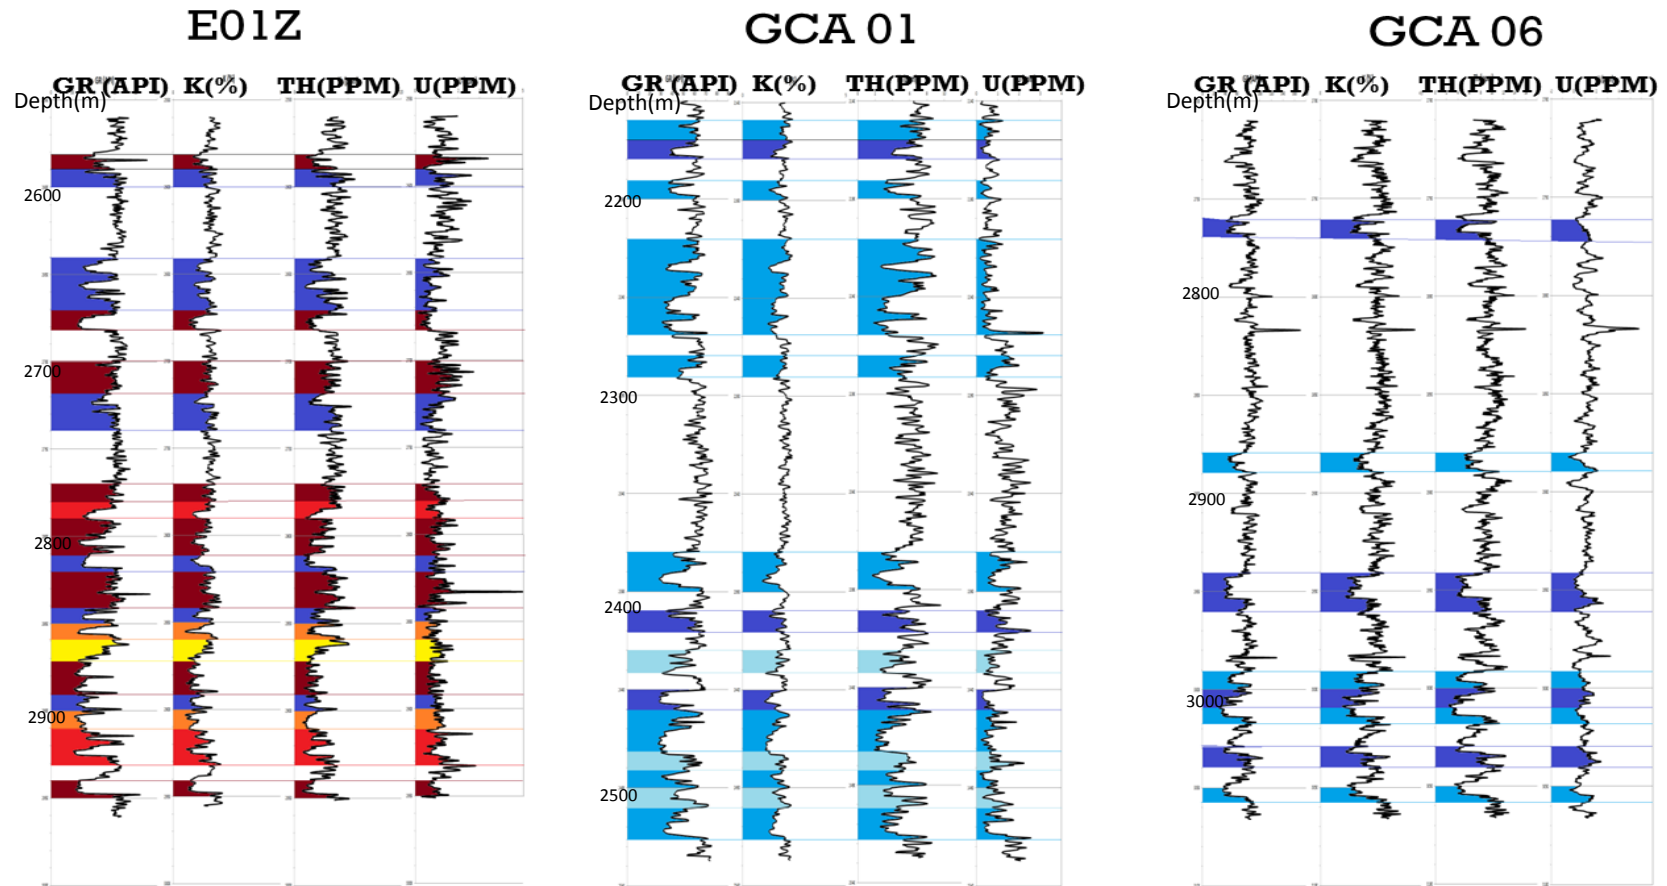 E01Z
GCA 01
GCA 06
GR (API) K(%) TH(PPM) U(PPM)
GR (API) K(%) TH(PPM) U(PPM)
GR (API) K(%) TH(PPM) U(PPM)
Depth(m)
Depth(m)
Depth(m)
2600
2700
2800
2900
2200
2300
2400
2500
2800
2900
3000